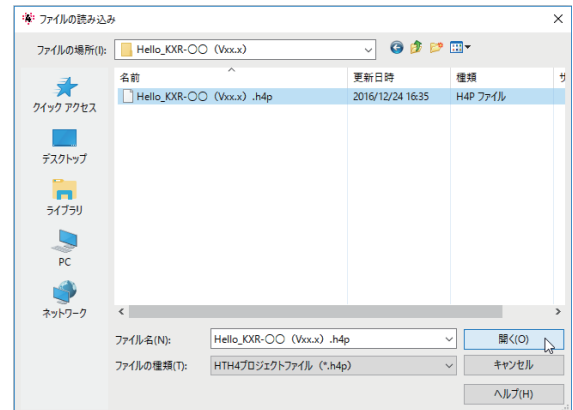 ファイルの読み込み
ファイルの場所(I):
Hello_KXR-〇〇（Vxx.x）
名前
更新日時
種類
サ
Hello_KXR-〇〇（Vxx.x）.h4p
2016/12/24 16:35
H4P ファイル
クイック アクセス
デスクトップ
ライブラリ
PC
ネットワーク
ファイル名(N):
Hello_KXR-〇〇（Vxx.x）.h4p
開く(O)
ファイルの種類(T):
HTH4プロジェクトファイル（*.h4p）
キャンセル
ヘルプ(H)